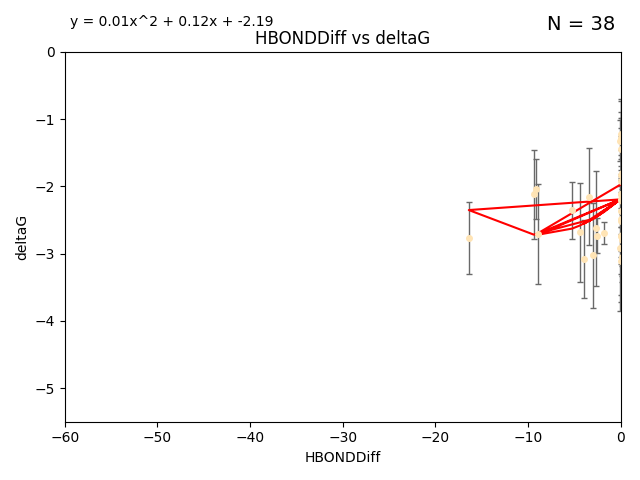 y = 0.01x^2 + 0.12x + -2.19
N = 38
HBONDDiff vs deltaG
0
−1
−2
−3
−4
−5
deltaG
−60 −50 −40 −30 −20 −10 0
HBONDDiff